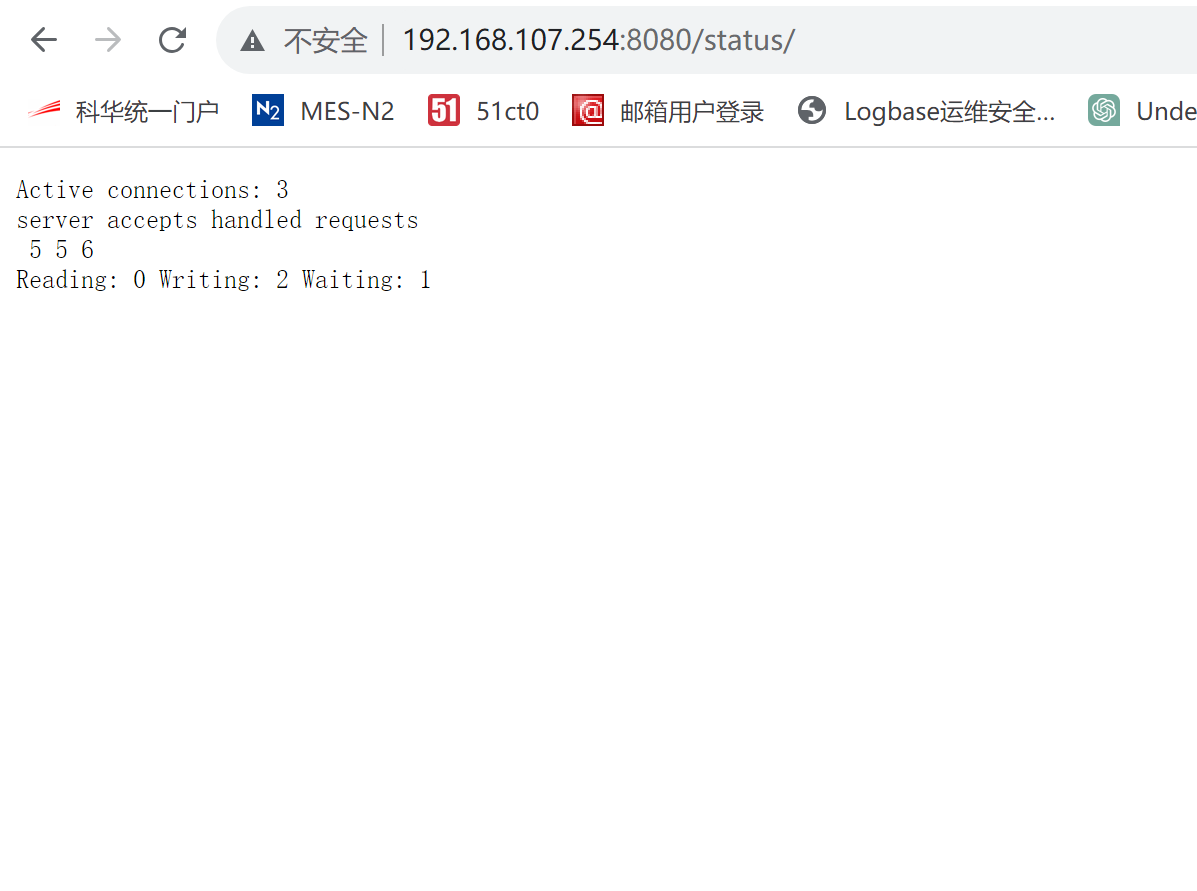 不安全 192.168.107.254:8080/status/
科华统一门户 N2 MES-N2 51 51ct0 @ 邮箱用户登录 Logbase运维安全... Unde
Active connections: 3
server accepts handled requests
5 5 6
Reading: 0 Writing: 2 Waiting: 1